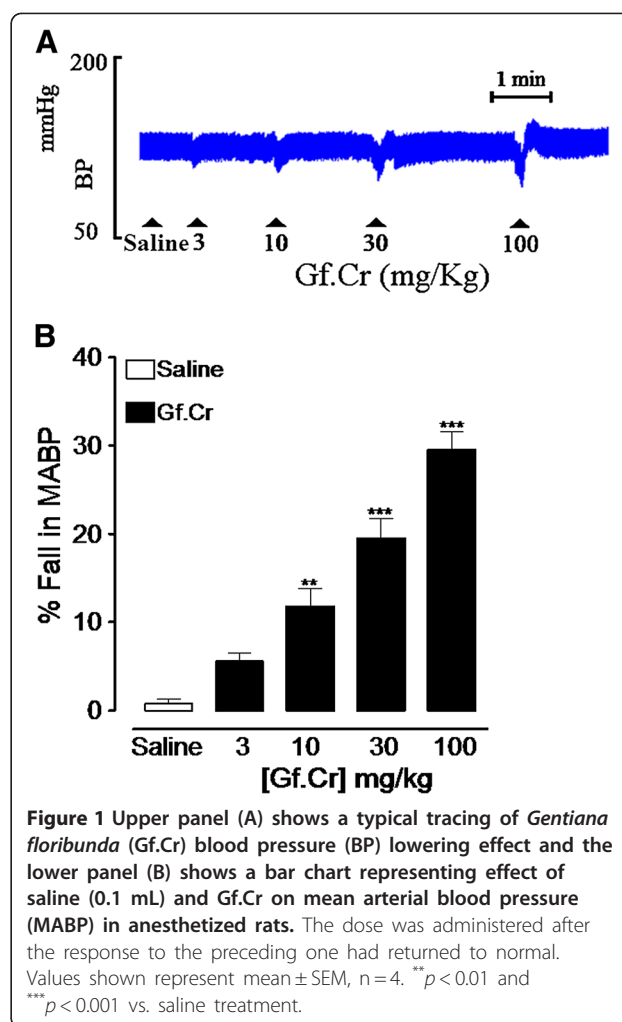 A
200
mmHg
BP
50
1 min
Saline 3 10 30 100
Gf.Cr (mg/Kg)
B
% Fall in MABP
40
30
20
10
0
Saline
Gf.Cr
**
***
***
Saline 3 10 30 100
[Gf.Cr] mg/kg
Figure 1 Upper panel (A) shows a typical tracing of Gentiana
floribunda (Gf.Cr) blood pressure (BP) lowering effect and the
lower panel (B) shows a bar chart representing effect of
saline (0.1 mL) and Gf.Cr on mean arterial blood pressure
(MABP) in anesthetized rats. The dose was administered after
the response to the preceding one had returned to normal.
Values shown represent mean ± SEM, n = 4. **p < 0.01 and
***p < 0.001 vs. saline treatment.